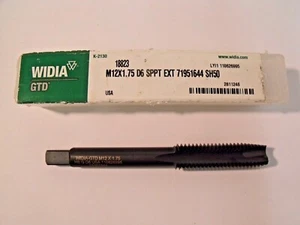 K-2150
www.widia.com
WIDIA
GTD
18823
M12X1,75 D6 SPPT EXT 71951644 SH50
USA
WIDIA-GTD M12 X 1.75